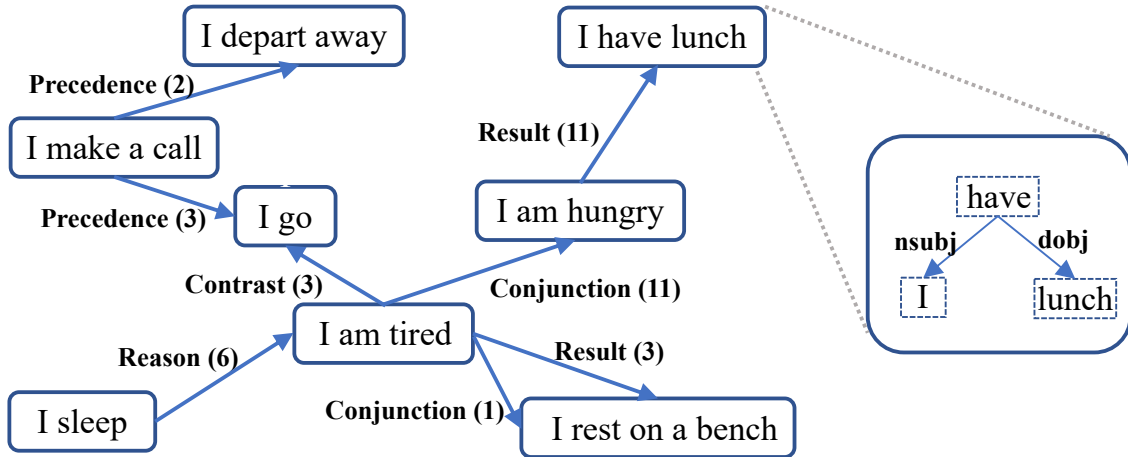 I depart away
I have lunch
Precedence (2)
I make a call
Result (11)
Precedence (3)
I go
I am hungry
have
nsubj
dobj
Contrast (3)
Conjunction (11)
I
lunch
I am tired
Reason (6)
Result (3)
Conjunction (1)
I sleep
I rest on a bench